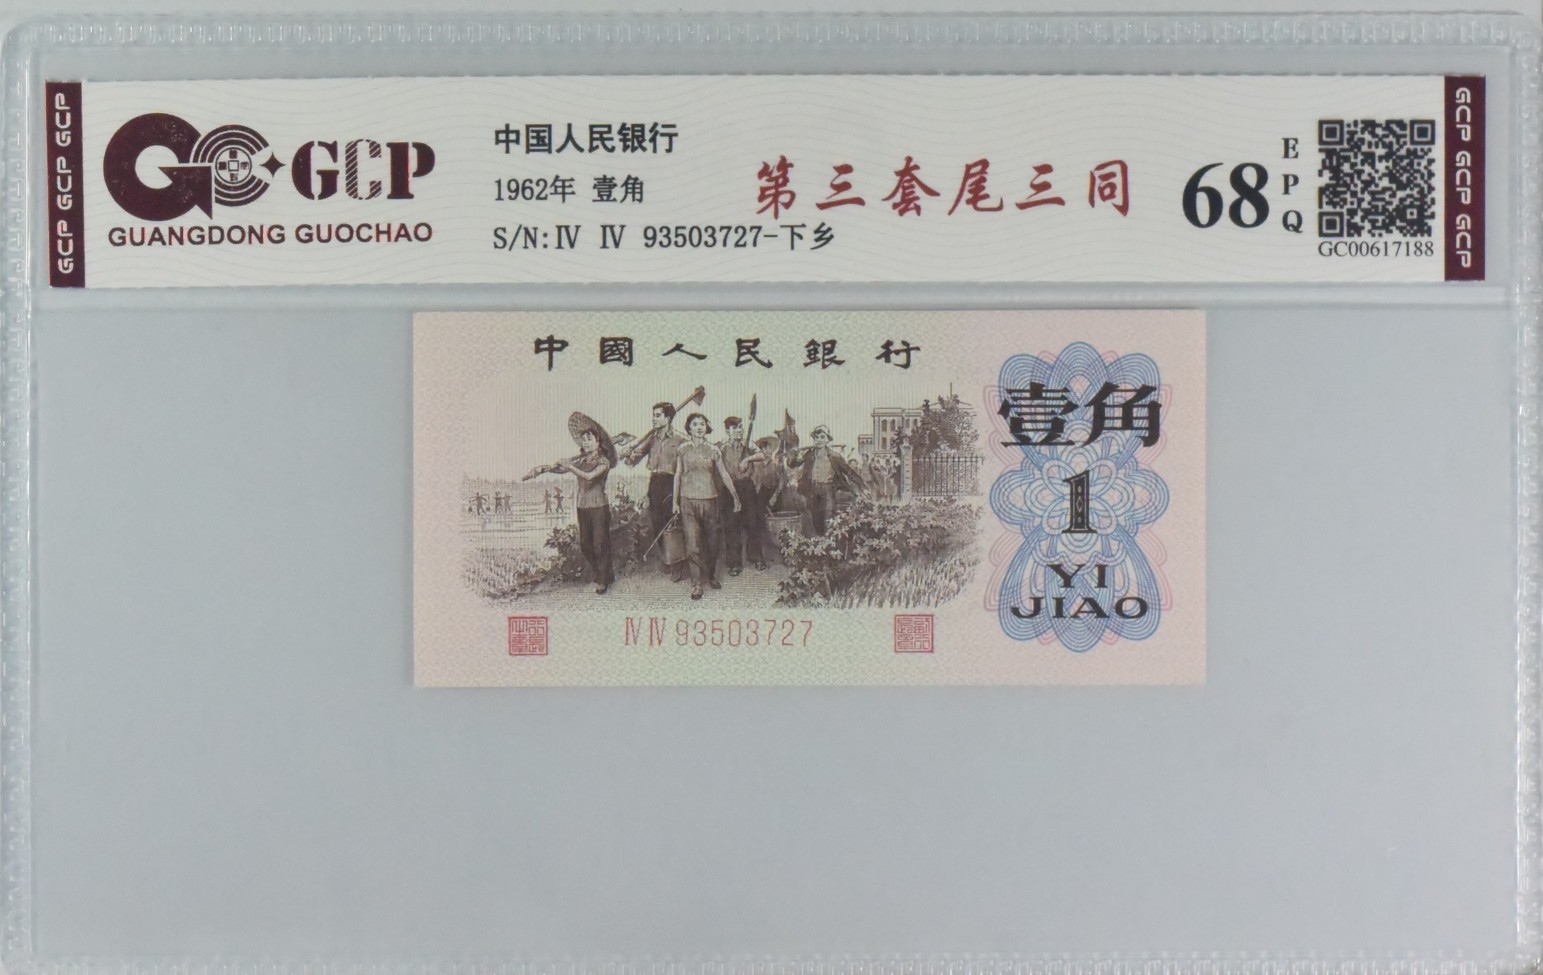 GCP GCP GCP
GCP
GUANGDONG GUOCHAO
中国人民银行
1962年 壹角
S/N:Ⅳ Ⅳ 93503727-下乡
第三套尾三同
68
EPQ
GC00617188
GCP GCP GCP
中國人民銀行
壹角
1
YI
JIAO
ⅣⅣ93503727